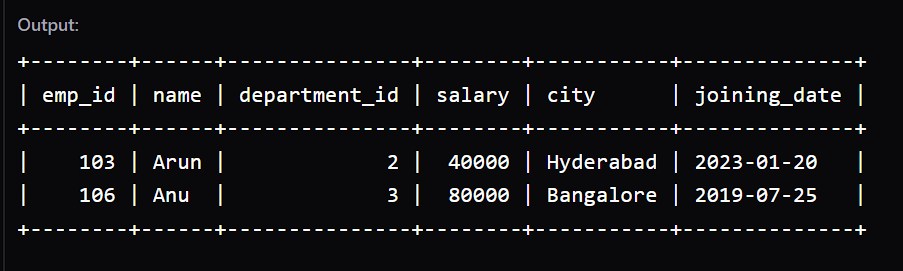 Output:
+--------+------+---------------+--------+-----------+--------------+
| emp_id | name | department_id | salary | city      | joining_date |
+--------+------+---------------+--------+-----------+--------------+
|    103 | Arun |             2 |  40000 | Hyderabad | 2023-01-20   |
|    106 | Anu  |             3 |  80000 | Bangalore | 2019-07-25   |
+--------+------+---------------+--------+-----------+--------------+